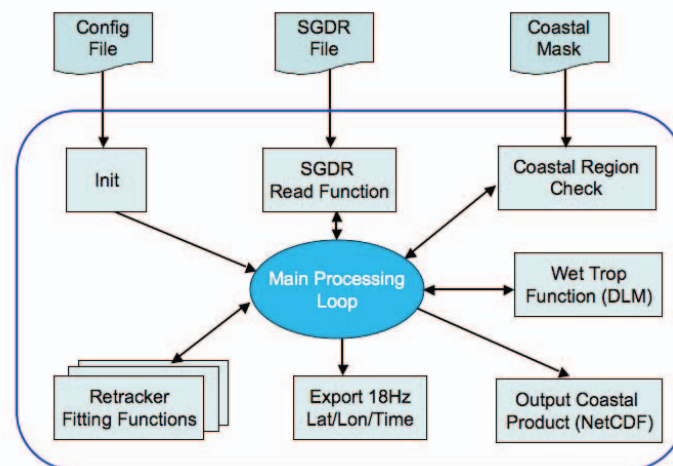 Config
File
SGDR
File
Coastal
Mask
Init
SGDR
Read Function
Coastal Region
Check
Main Processing
Loop
Wet Trop
Function (DLM)
Retracker
Fitting Functions
Export 18Hz
Lat/Lon/Time
Output Coastal
Product (NetCDF)